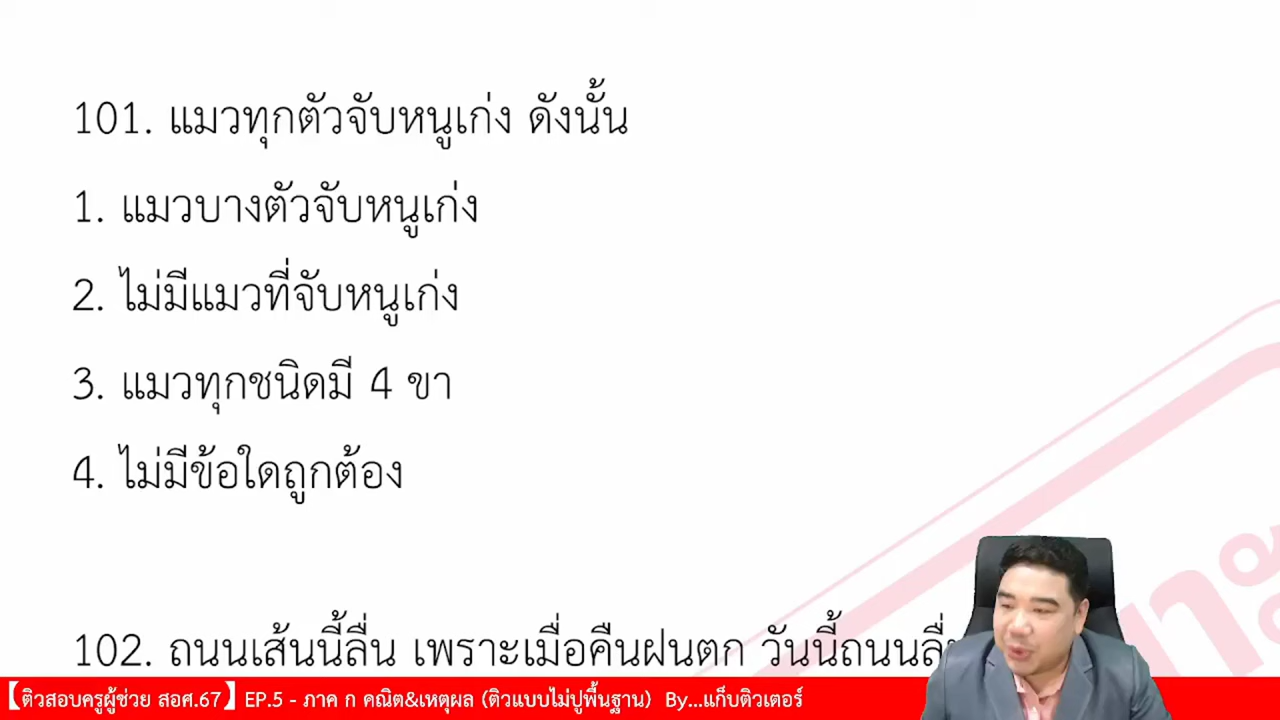 101. แมวทุกตัวจับหนูเก่ง ดังนั้น
1. แมวบางตัวจับหนูเก่ง
2. ไม่มีแมวที่จับหนูเก่ง
3. แมวทุกชนิดมี 4 ขา
4. ไม่มีข้อใดถูกต้อง
102. ถนนเส้นนี้ลื่น เพราะเมื่อคืนฝนตก วันนี้ถนนลื่
【ติวสอบครูผู้ช่วย สอศ.67】 EP.5 - ภาค ก คณิต&เหตุผล (ติวแบบไม่ปูพื้นฐาน) By...แก็บติวเตอร์